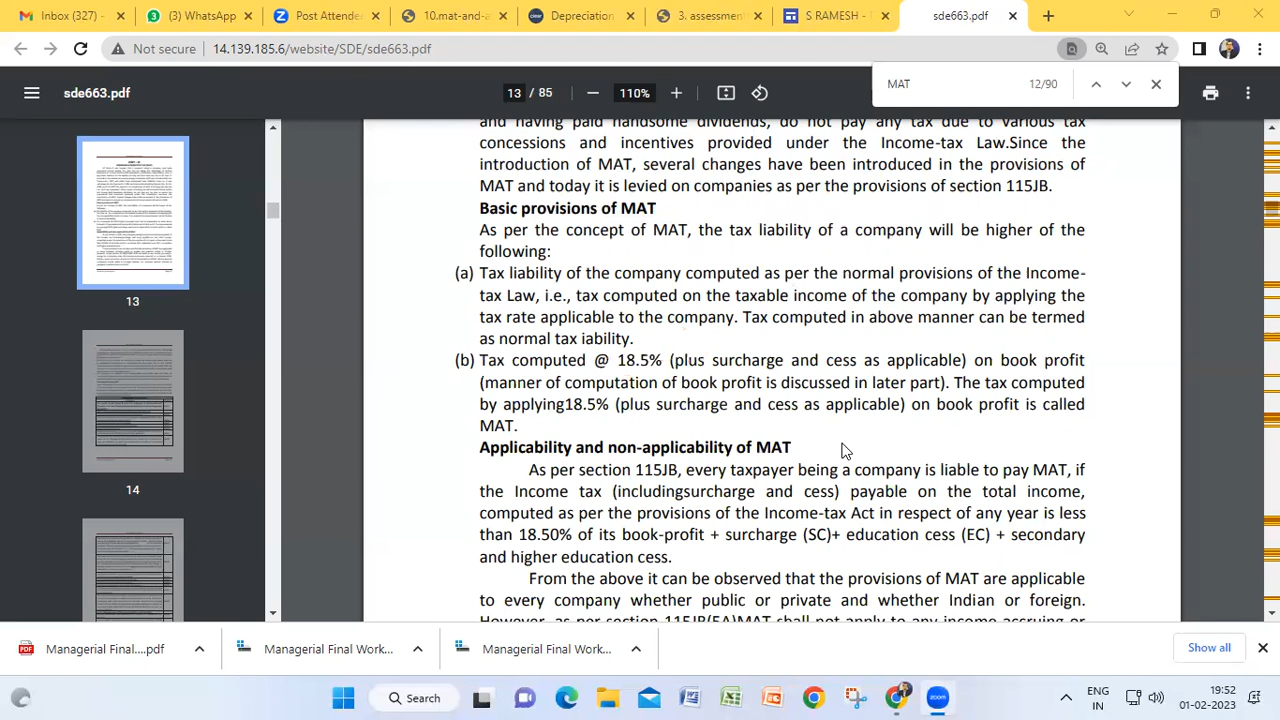 Inbox (327) -
(3) WhatsApp
Post Attende
10.mat-and-a
Depreciation
3. assessmen
S RAMESH - R
sde663.pdf
Not secure
14.139.185.6/website/SDE/sde663.pdf
MAT
12/90
sde663.pdf
13 / 85
110%
and having paid handsome dividends, do not pay any tax due to various tax
concessions and incentives provided under the Income-tax Law.Since the
introduction of MAT, several changes have been introduced in the provisions of
MAT and today it is levied on companies as per the provisions of section 115JB.
Basic provisions of MAT
As per the concept of MAT, the tax liability of a company will be higher of the
following:
(a) Tax liability of the company computed as per the normal provisions of the Income-
tax Law, i.e., tax computed on the taxable income of the company by applying the
tax rate applicable to the company. Tax computed in above manner can be termed
as normal tax iability.
(b) Tax computed @ 18.5% (plus surcharge and cess as applicable) on book profit
(manner of computation of book profit is discussed in later part). The tax computed
by applying18.5% (plus surcharge and cess as applicable) on book profit is called
MAT.
Applicability and non-applicability of MAT
As per section 115JB, every taxpayer being a company is liable to pay MAT, if
the Income tax (includingsurcharge and cess) payable on the total income,
computed as per the provisions of the Income-tax Act in respect of any year is less
than 18.50% of its book-profit + surcharge (SC)+ education cess (EC) + secondary
and higher education cess.
From the above it can be observed that the provisions of MAT are applicable
to every company whether public or private and whether Indian or foreign.
However, as per section 115JB(5A)MAT shall not apply to any income accruing or
13
14
Managerial Final....pdf
Managerial Final Work...
Managerial Final Work...
Show all
Search
ENG
IN
19:52
01-02-2023